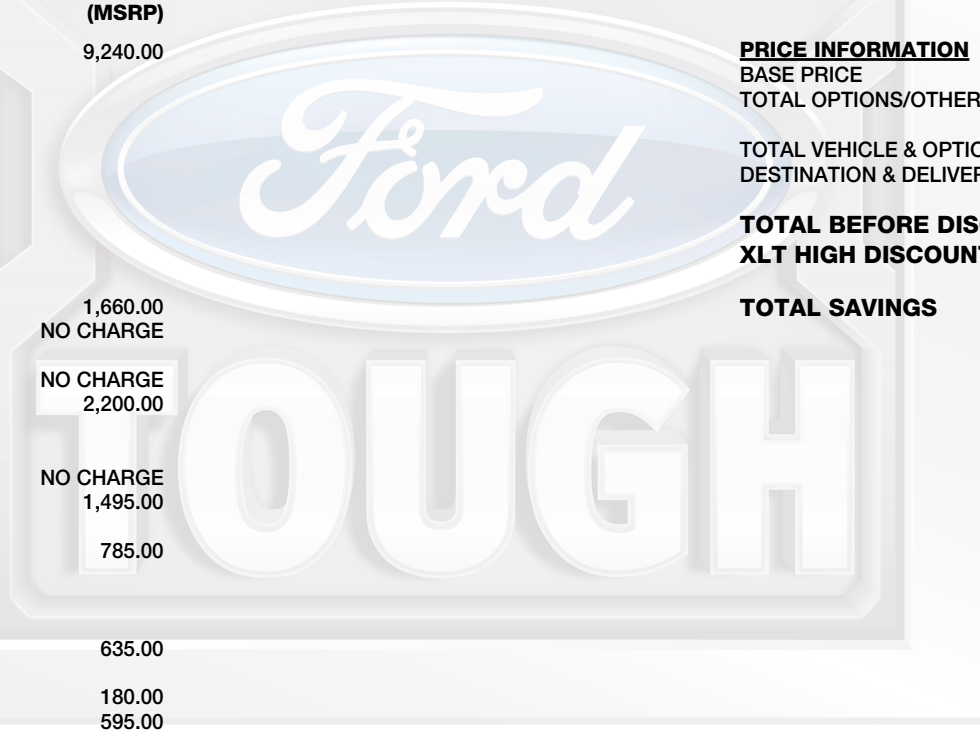 (MSRP)
9,240.00
1,660.00
NO CHARGE
NO CHARGE
2,200.00
NO CHARGE
1,495.00
785.00
635.00
180.00
595.00
Ford
TOUGH
PRICE INFORMATION
BASE PRICE
TOTAL OPTIONS/OTHER
TOTAL VEHICLE & OPTIO
DESTINATION & DELIVER
TOTAL BEFORE DIS
XLT HIGH DISCOUNT
TOTAL SAVINGS